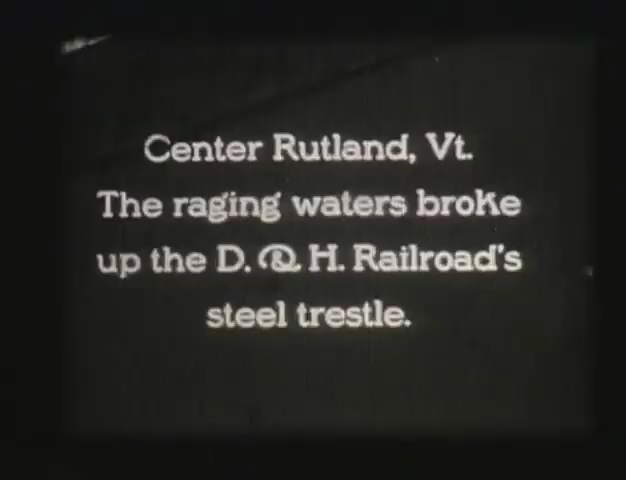 Center Rutland, Vt.
The raging waters broke
up the D. & H. Railroad's
steel trestle.